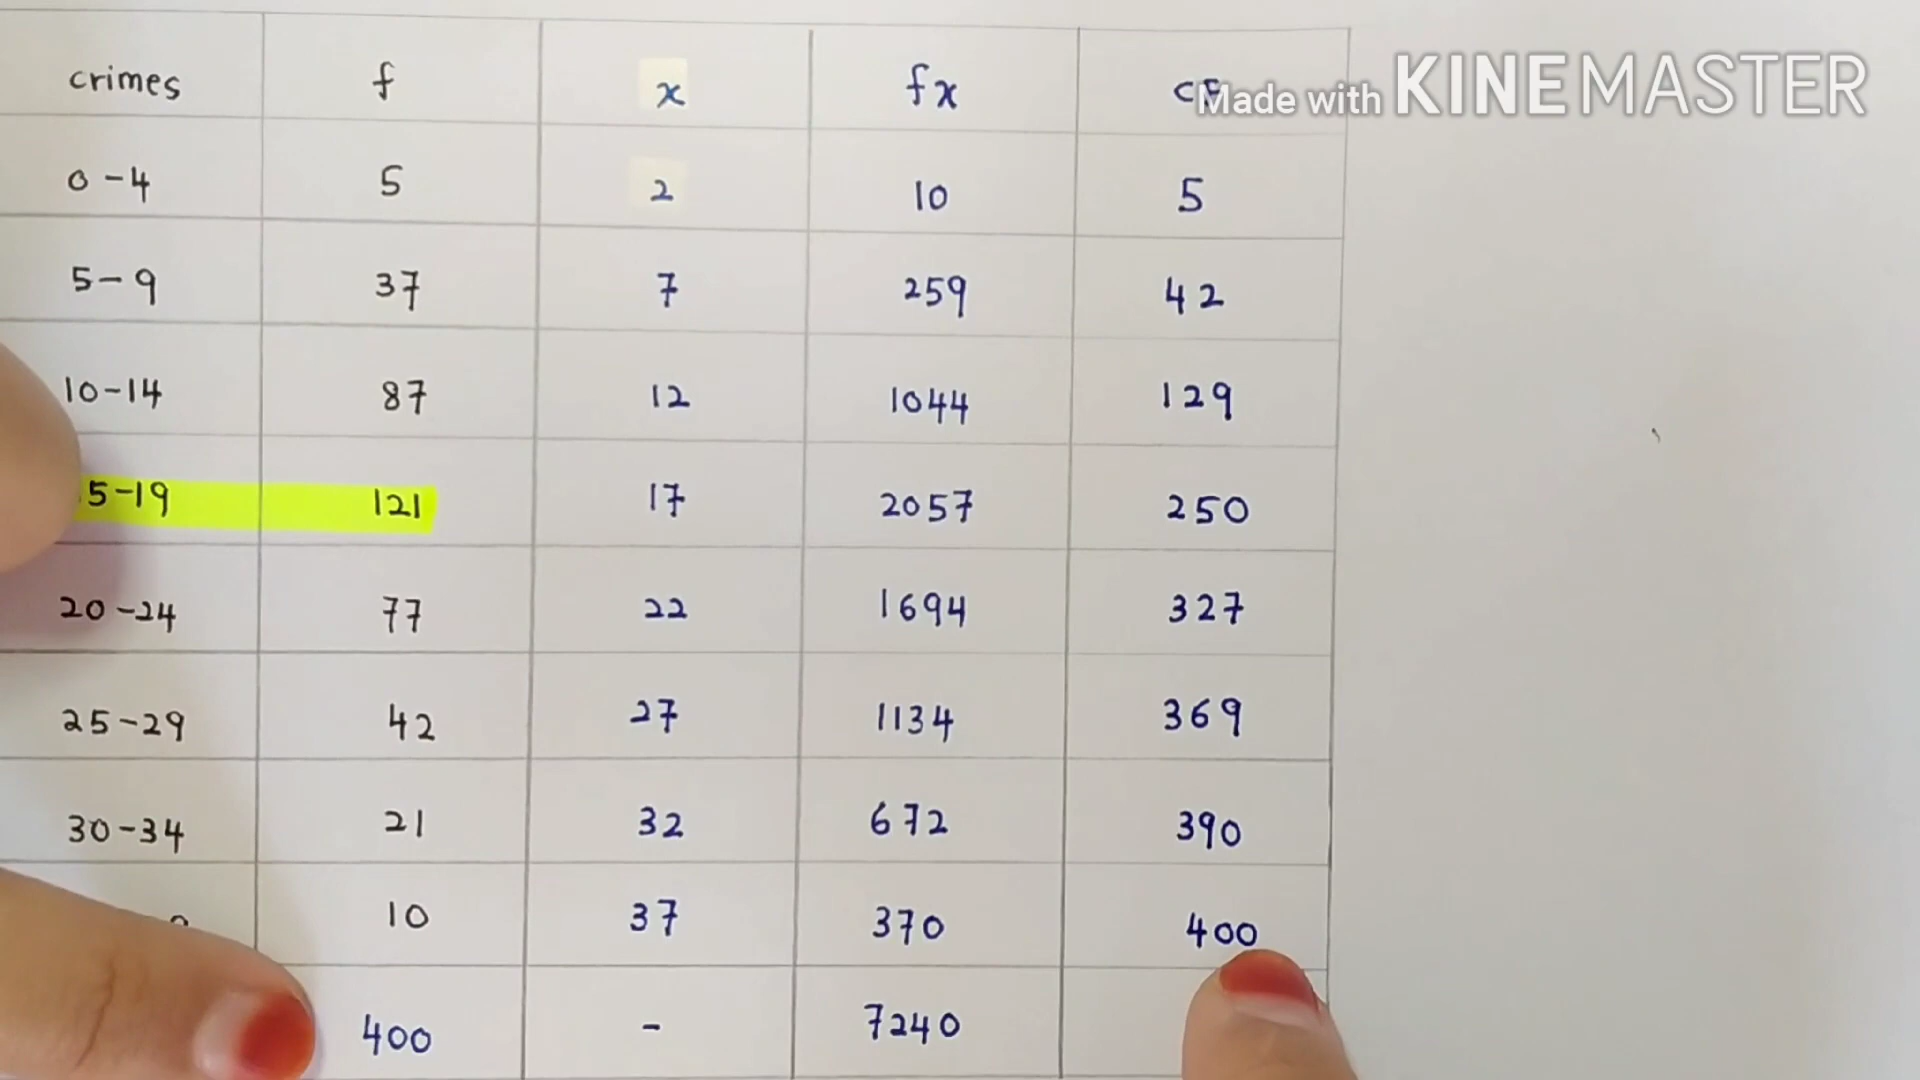 crimes f x fx CF
Made with KINEMASTER
0-4 5 2 10 5
5-9 37 7 259 42
10-14 87 12 1044 129
5-19 121 17 2057 250
20-24 77 22 1694 327
25-29 42 27 1134 369
30-34 21 32 672 390
10 37 370 400
400 - 7240